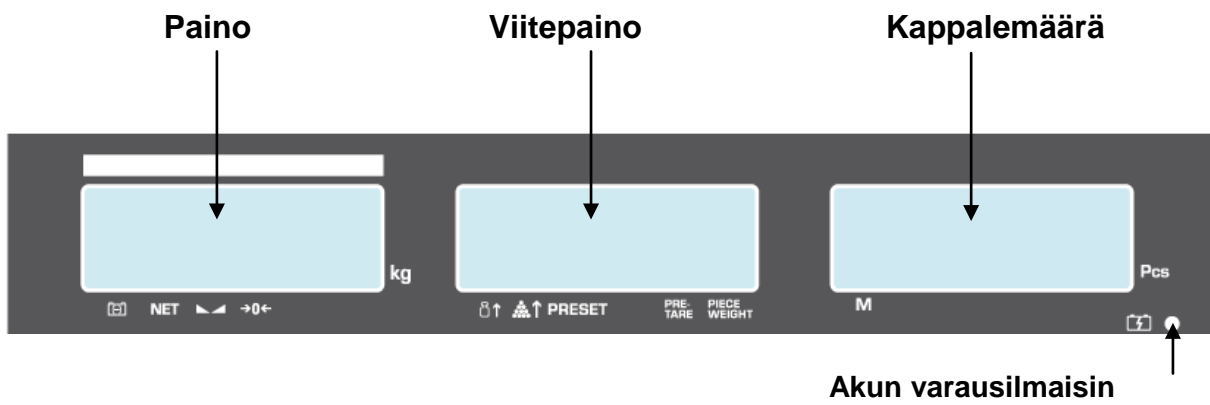 Paino Viitepaino Kappalemäärä
kg Pcs
NET →0← PRESET PRE- TARE PIECE WEIGHT M
Akun varausilmaisin